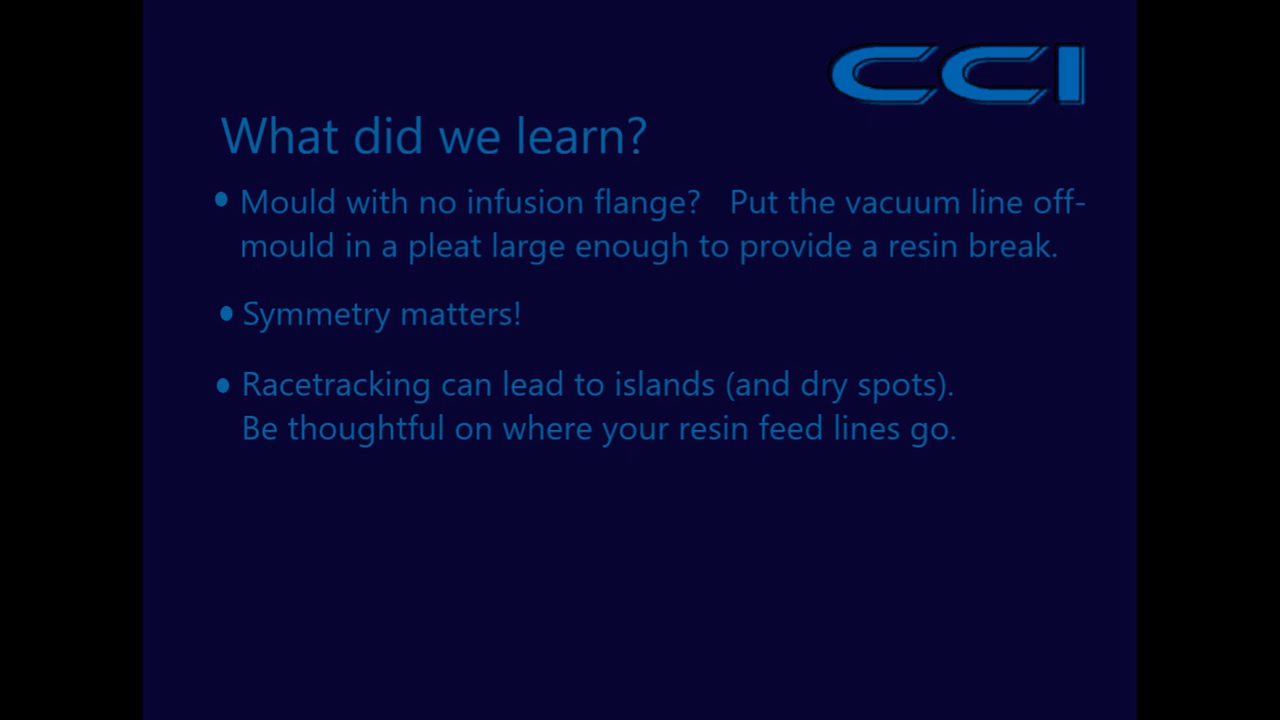 CCI
What did we learn?
• Mould with no infusion flange? Put the vacuum line off-
mould in a pleat large enough to provide a resin break.
• Symmetry matters!
• Racetracking can lead to islands (and dry spots).
Be thoughtful on where your resin feed lines go.